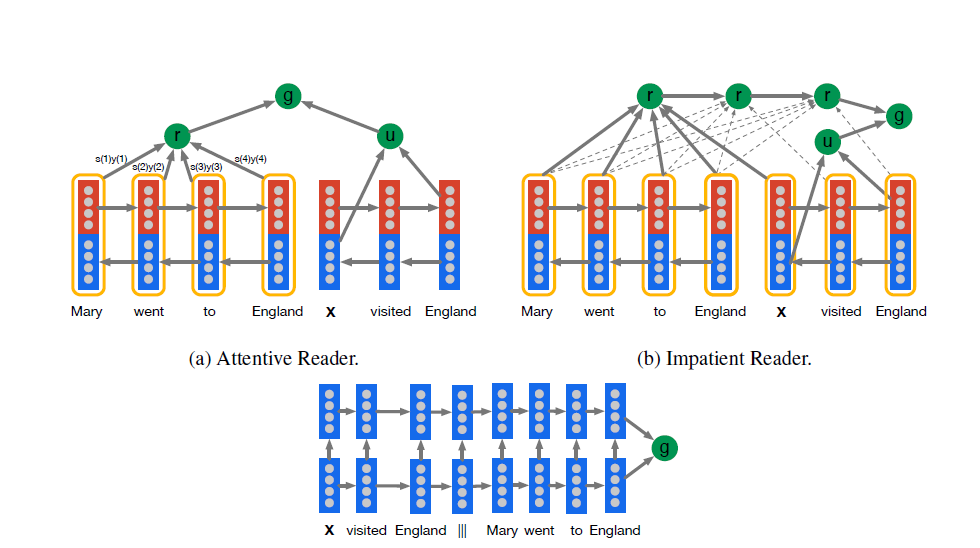 g
r
u
s(1)y(1)
s(2)y(2)
s(3)y(3)
s(4)y(4)
Mary went to England X visited England
(a) Attentive Reader.
r r r
g
u
Mary went to England X visited England
(b) Impatient Reader.
g
X visited England ||| Mary went to England